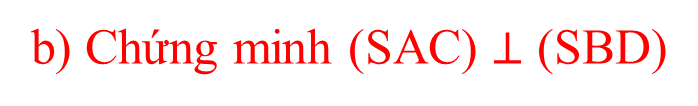 b) Chứng minh (SAC) ⊥ (SBD)